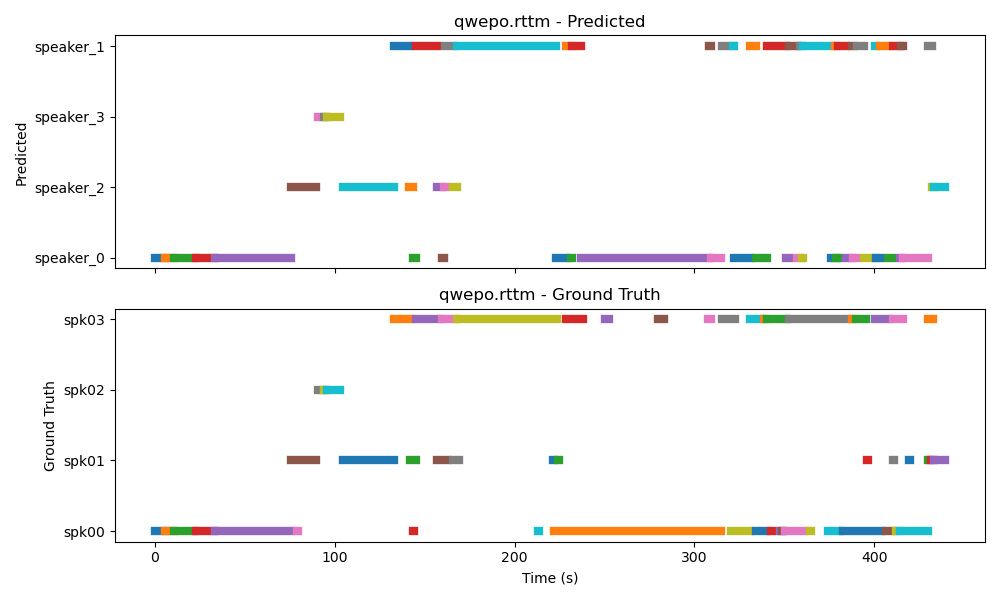 qwepo.rttm - Predicted
speaker_1
speaker_3
speaker_2
speaker_0
Predicted
qwepo.rttm - Ground Truth
spk03
spk02
spk01
spk00
Ground Truth
0 100 200 300 400
Time (s)